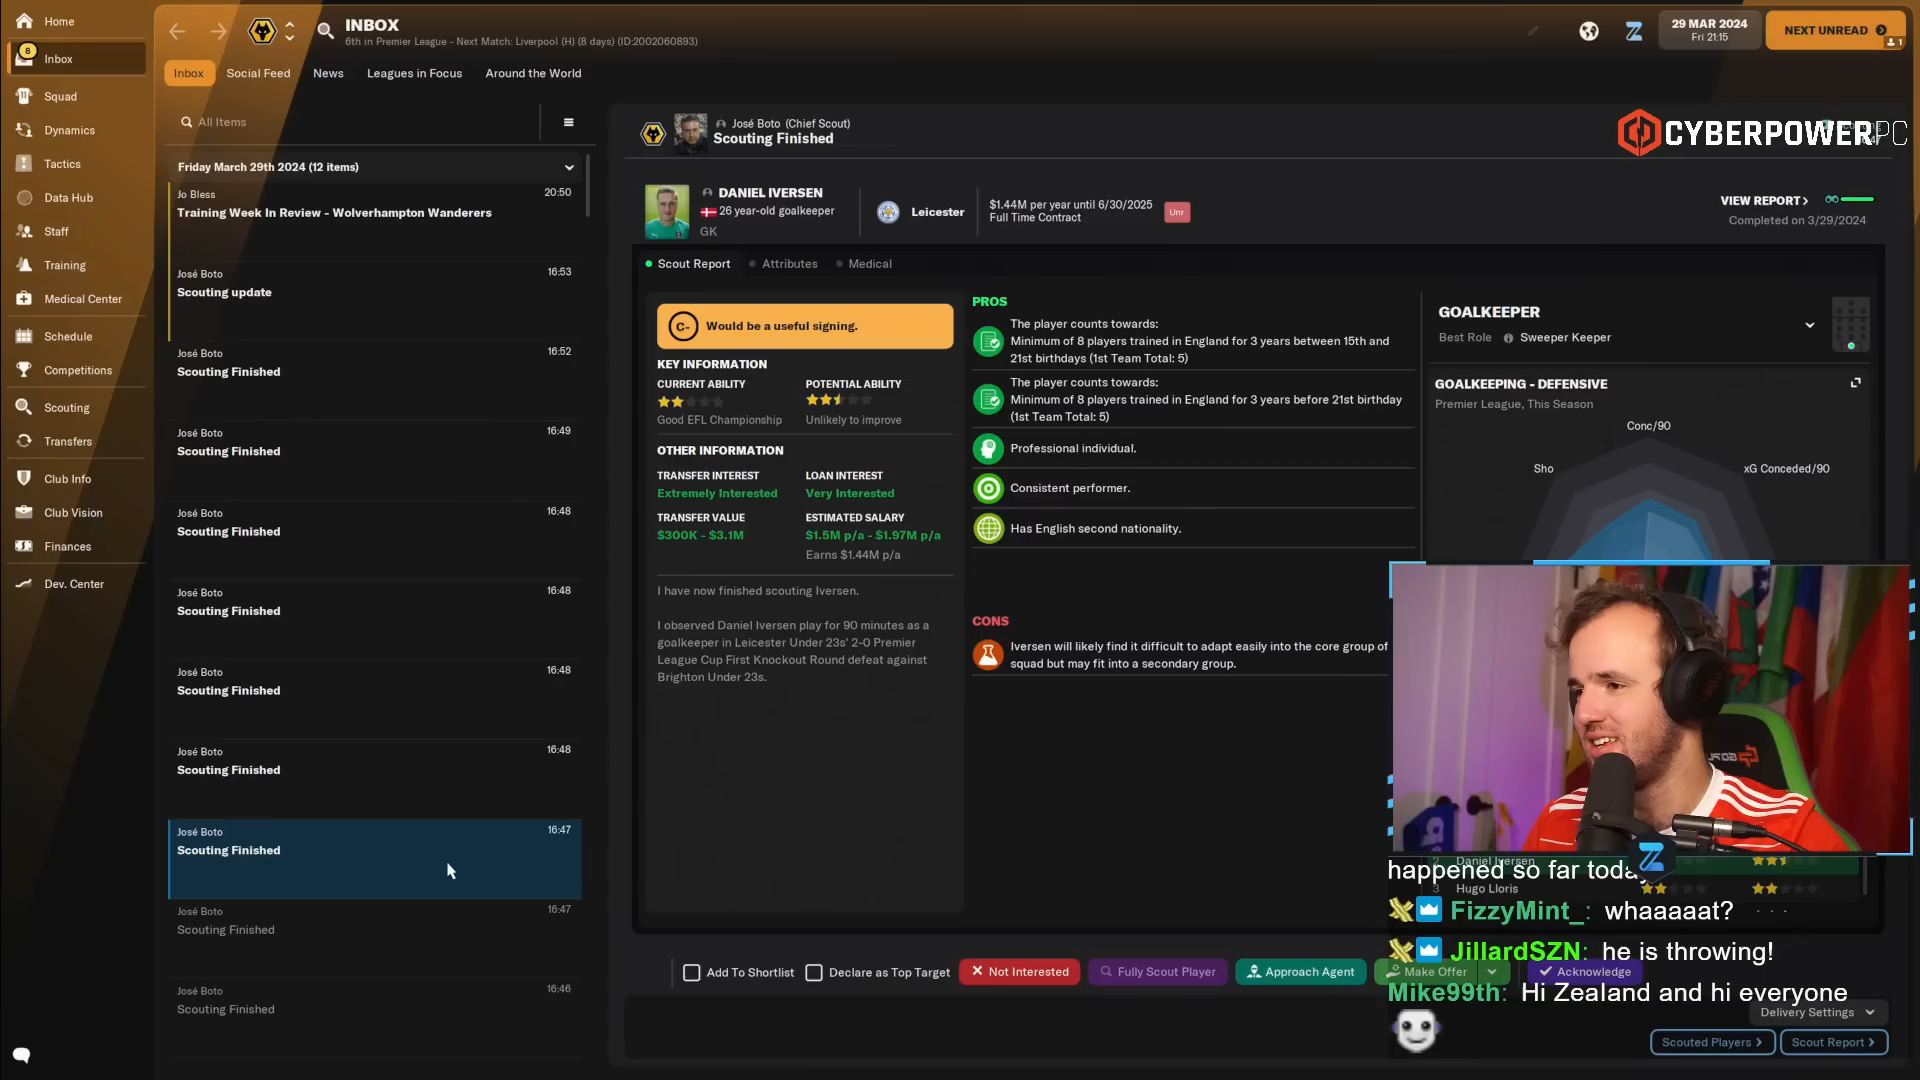 Home
Inbox
8
Squad
Dynamics
Tactics
Data Hub
Staff
Training
Medical Center
Schedule
Competitions
Scouting
Transfers
Club Info
Club Vision
Finances
Dev. Center
INBOX
6th in Premier League - Next Match: Liverpool (H) (8 days) (ID:2002060893)
29 MAR 2024
Fri 21:15
NEXT UNREAD
1
Inbox
Social Feed
News
Leagues in Focus
Around the World
All Items
Friday March 29th 2024 (12 items)
Jo Bless
20:50
Training Week In Review - Wolverhampton Wanderers
José Boto
16:53
Scouting update
José Boto
16:52
Scouting Finished
José Boto
16:49
Scouting Finished
José Boto
16:48
Scouting Finished
José Boto
16:48
Scouting Finished
José Boto
16:48
Scouting Finished
José Boto
16:48
Scouting Finished
José Boto
16:47
Scouting Finished
José Boto
16:47
Scouting Finished
José Boto
16:46
Scouting Finished
José Boto (Chief Scout)
Scouting Finished
CYBERPOWERPC
DANIEL IVERSEN
26 year-old goalkeeper
GK
Leicester
$1.44M per year until 6/30/2025
Full Time Contract
Unr
VIEW REPORT
Completed on 3/29/2024
Scout Report
Attributes
Medical
C-
Would be a useful signing.
KEY INFORMATION
CURRENT ABILITY
POTENTIAL ABILITY
Good EFL Championship
Unlikely to improve
OTHER INFORMATION
TRANSFER INTEREST
LOAN INTEREST
Extremely Interested
Very Interested
TRANSFER VALUE
ESTIMATED SALARY
$300K - $3.1M
$1.5M p/a - $1.97M p/a
Earns $1.44M p/a
I have now finished scouting Iversen.
I observed Daniel Iversen play for 90 minutes as a
goalkeeper in Leicester Under 23s' 2-0 Premier
League Cup First Knockout Round defeat against
Brighton Under 23s.
PROS
The player counts towards:
Minimum of 8 players trained in England for 3 years between 15th and
21st birthdays (1st Team Total: 5)
The player counts towards:
Minimum of 8 players trained in England for 3 years before 21st birthday
(1st Team Total: 5)
Professional individual.
Consistent performer.
Has English second nationality.
CONS
Iversen will likely find it difficult to adapt easily into the core group of
squad but may fit into a secondary group.
GOALKEEPER
Best Role
Sweeper Keeper
GOALKEEPING - DEFENSIVE
Premier League, This Season
Conc/90
Sho
xG Conceded/90
2
Daniel Iversen
3
Hugo Lloris
happened so far today
FizzyMint_: whaaaaat?
JillardSZN: he is throwing!
Mike99th: Hi Zealand and hi everyone
Add To Shortlist
Declare as Top Target
Not Interested
Fully Scout Player
Approach Agent
Make Offer
Acknowledge
Delivery Settings
Scouted Players
Scout Report